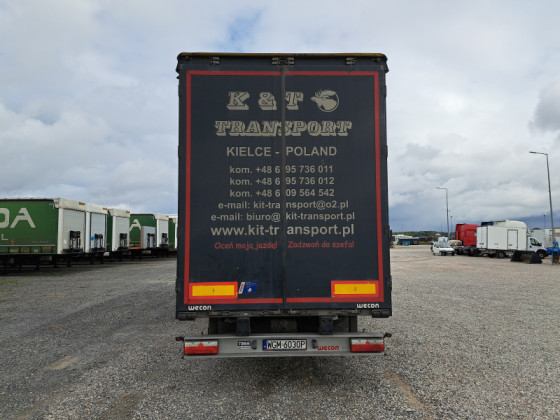 K & T
TRANSPORT
KIELCE - POLAND
kom. +48 6 95 736 011
kom. +48 6 95 736 012
kom. +48 6 09 564 542
e-mail: kit-transport@o2.pl
e-mail: biuro@kit-transport.pl
www.kit-transport.pl
Oceń moją jazdę! Zadzwoń do szefa!
wecon wecon
WGM 6030P wecon
DA